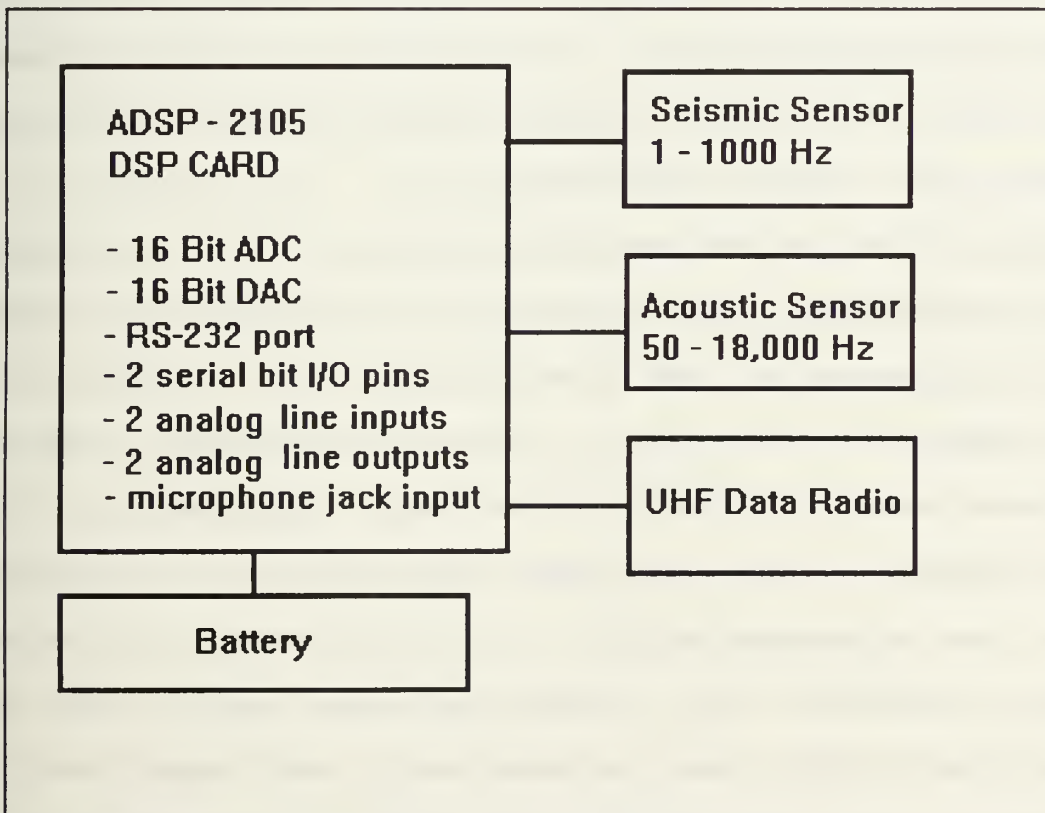 ADSP - 2105
DSP CARD
- 16 Bit ADC
- 16 Bit DAC
- RS-232 port
- 2 serial bit I/O pins
- 2 analog line inputs
- 2 analog line outputs
- microphone jack input
Seismic Sensor
1 - 1000 Hz
Acoustic Sensor
50 - 18,000 Hz
UHF Data Radio
Battery